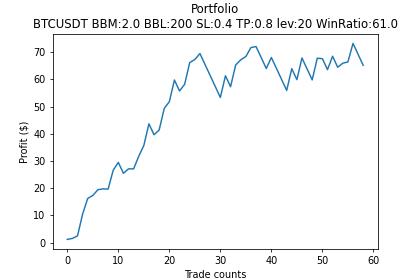 Portfolio
BTCUSDT BBM:2.0 BBL:200 SL:0.4 TP:0.8 lev:20 WinRatio:61.0
70
60
50
40
30
20
10
0
Profit ($)
0 10 20 30 40 50 60
Trade counts